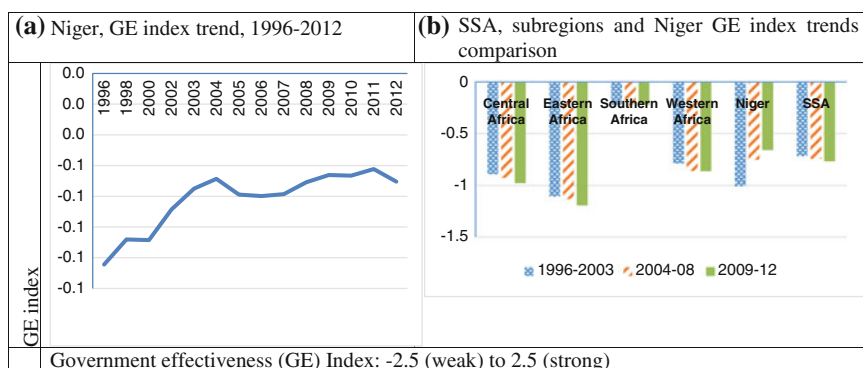 (a) Niger, GE index trend, 1996-2012
(b) SSA, subregions and Niger GE index trends
comparison
GE index
0.0
0.0
0.0
-0.1
-0.1
-0.1
-0.1
-0.1
1996
1998
2000
2002
2003
2004
2005
2006
2007
2008
2009
2010
2011
2012
0
-0.5
-1
-1.5
Central
Africa
Eastern
Africa
Southern
Africa
Western
Africa
Niger
SSA
1996-2003 2004-08 2009-12
Government effectiveness (GE) Index: -2.5 (weak) to 2.5 (strong)